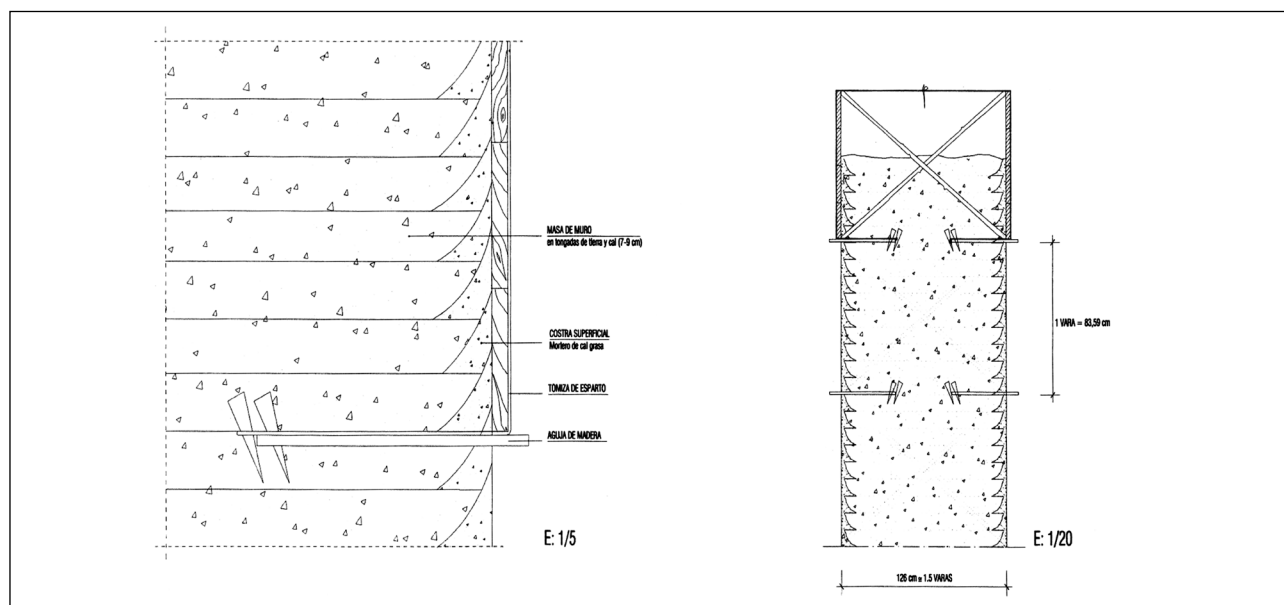 MASA DE MURO
en tongadas de tierra y cal (7-9 cm)
COSTRA SUPERFICIAL
Mortero de cal grasa
TOMIZA DE ESPARTO
AGUJA DE MADERA
E: 1/5
1 VARA = 83,59 cm
E: 1/20
126 cm ≅ 1.5 VARAS